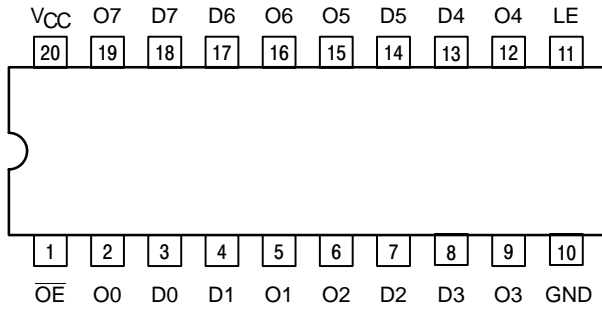 VCC O7 D7 D6 O6 O5 D5 D4 O4 LE
20 19 18 17 16 15 14 13 12 11
1 2 3 4 5 6 7 8 9 10
O̅E̅ O0 D0 D1 O1 O2 D2 D3 O3 GND